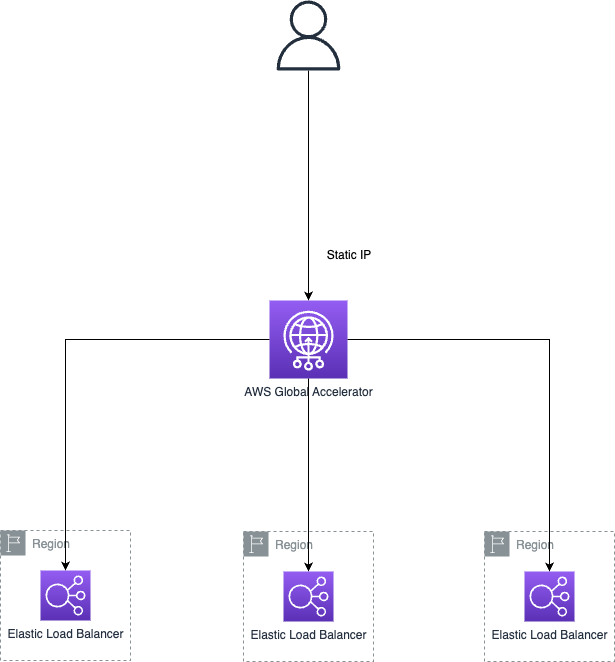 Static IP
AWS Global Accelerator
Region
Region
Region
Elastic Load Balancer
Elastic Load Balancer
Elastic Load Balancer